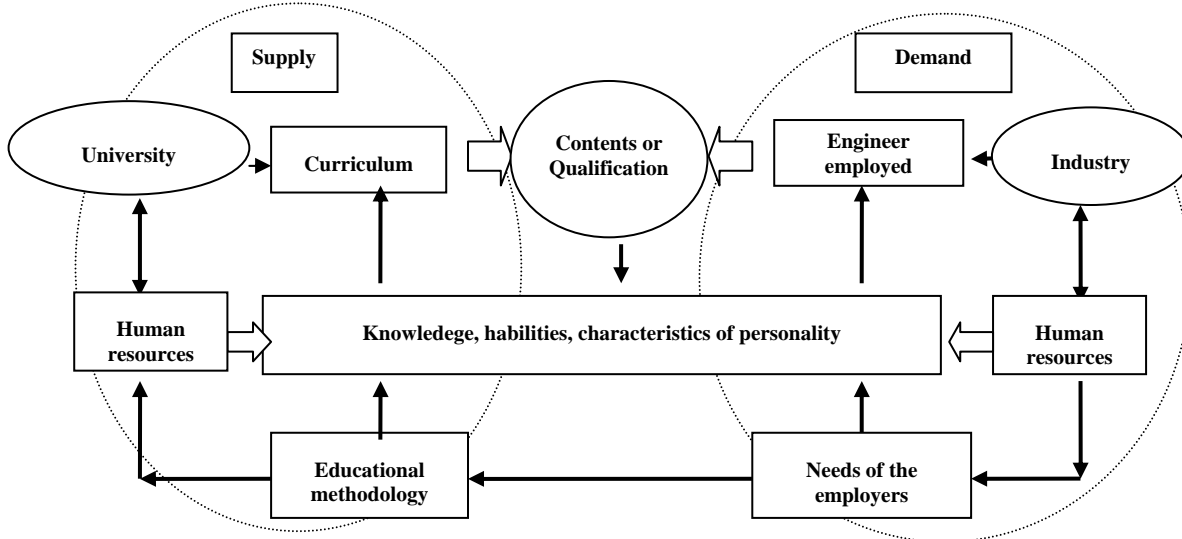 Supply
Demand
University
Curriculum
Contents or
Qualification
Engineer
employed
Industry
Human
resources
Knowledege, habilities, characteristics of personality
Human
resources
Educational
methodology
Needs of the
employers